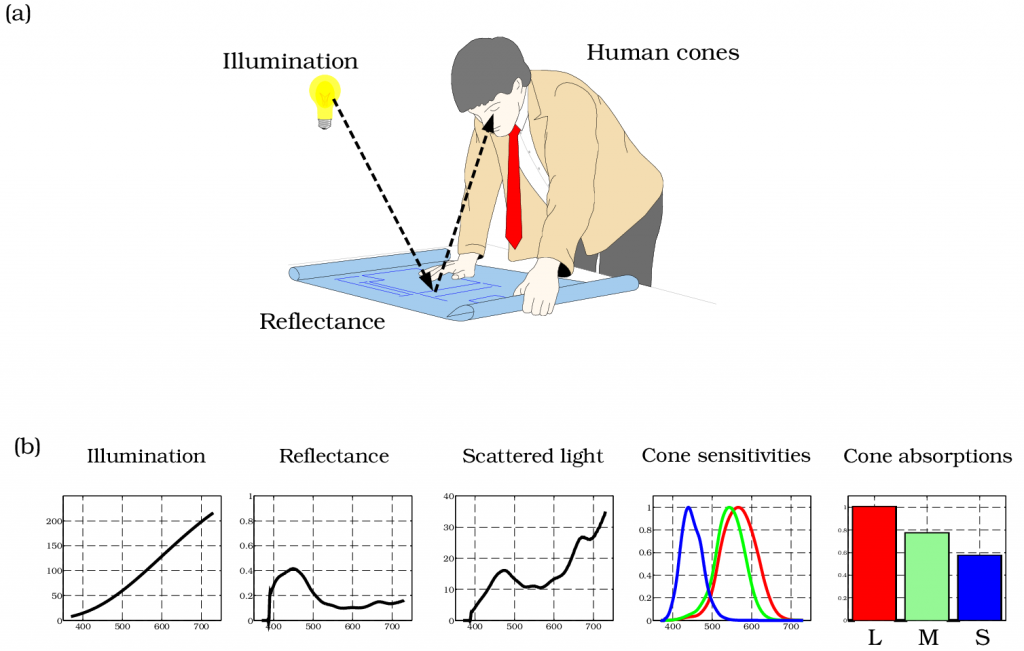 (a)
Illumination
Human cones
Reflectance
(b)
Illumination
Reflectance
Scattered light
Cone sensitivities
Cone absorptions
200
150
100
50
0
400 500 600 700
1
0.8
0.6
0.4
0.2
0
400 500 600 700
40
30
20
10
0
400 500 600 700
1
0.8
0.6
0.4
0.2
0
400 500 600 700
1
0.8
0.6
0.4
0.2
0
L M S